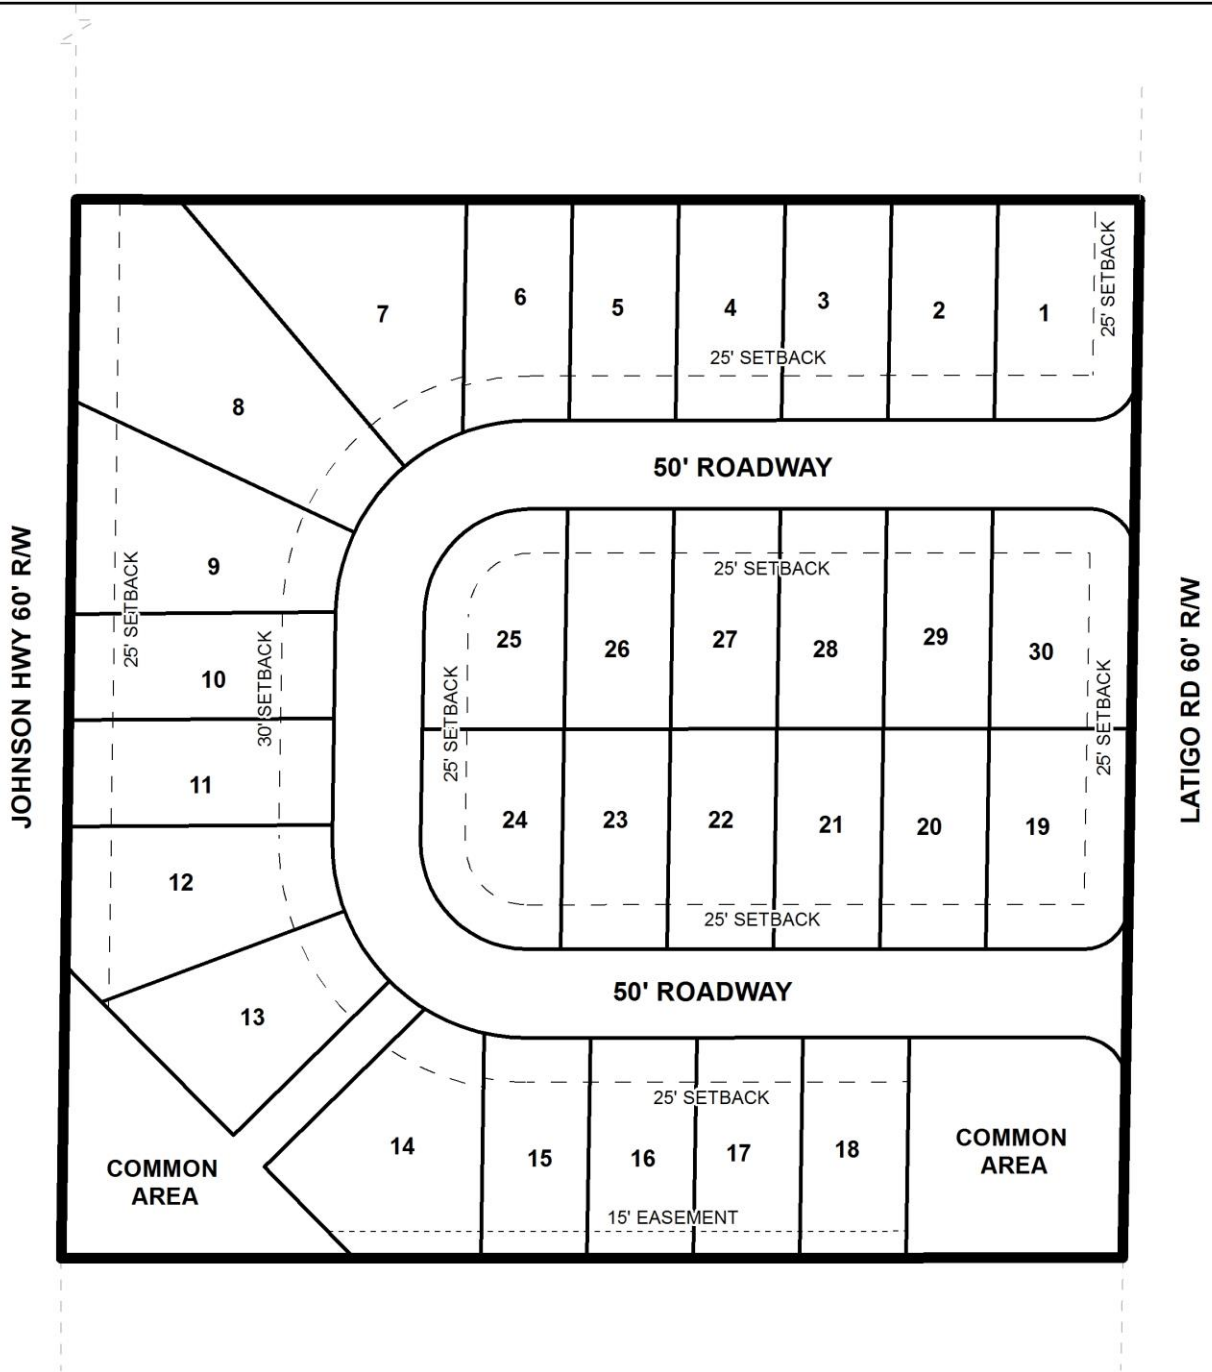 7
6
5
4
3
2
1
25' SETBACK
25' SETBACK
8
50' ROADWAY
9
25' SETBACK
10
30' SETBACK
11
12
13
JOHNSON HWY 60' R/W
25' SETBACK
25
26
27
28
29
30
25' SETBACK
25' SETBACK
24
23
22
21
20
19
25' SETBACK
LATIGO RD 60' R/W
50' ROADWAY
25' SETBACK
14
15
16
17
18
15' EASEMENT
COMMON
AREA
COMMON
AREA